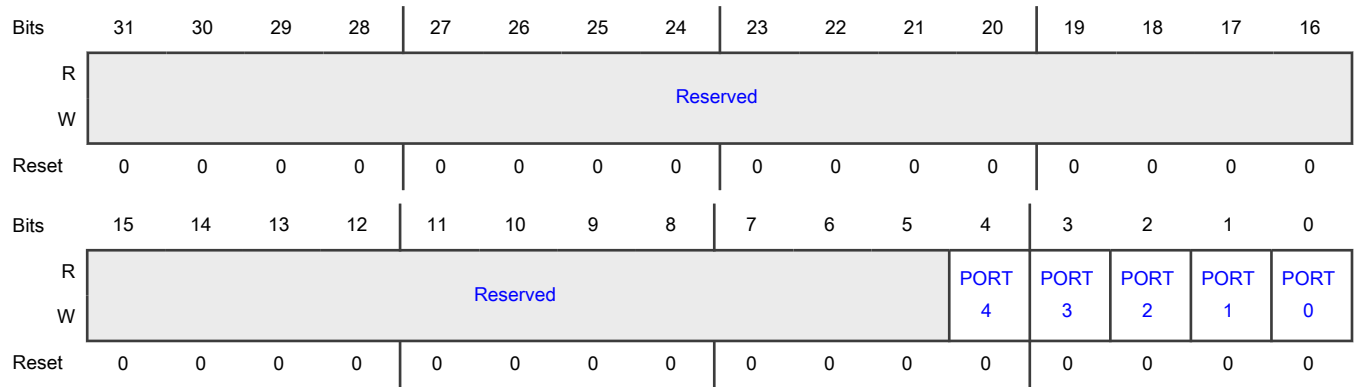 Bits 31 30 29 28 27 26 25 24 23 22 21 20 19 18 17 16
R
Reserved
W
Reset 0 0 0 0 0 0 0 0 0 0 0 0 0 0 0 0
Bits 15 14 13 12 11 10 9 8 7 6 5 4 3 2 1 0
R PORT PORT PORT PORT PORT
Reserved
W 4 3 2 1 0
Reset 0 0 0 0 0 0 0 0 0 0 0 0 0 0 0 0